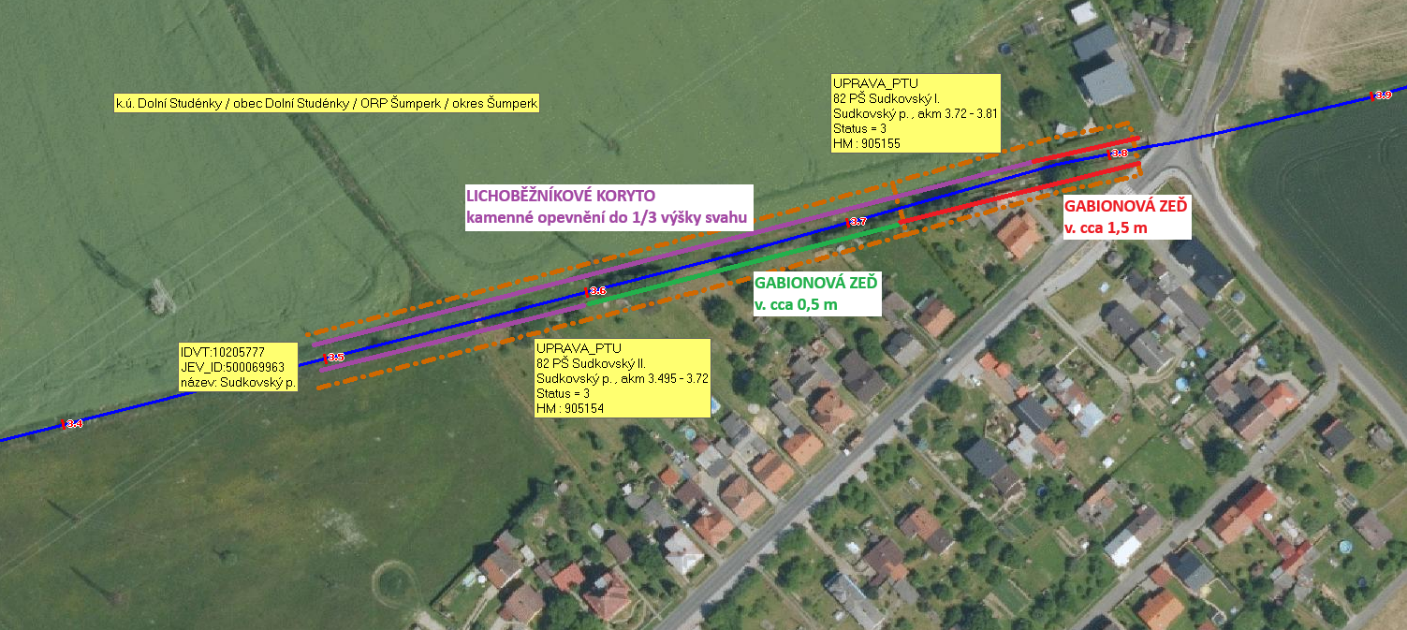 k.ú. Dolní Studénky / obec Dolní Studénky / ORP Šumperk / okres Šumperk
UPRAVA_PTU
82 PŠ Sudkovský I.
Sudkovský p. , akm 3.72 - 3.81
Status = 3
HM : 905155
3.9
3.8
LICHOBĚŽNÍKOVÉ KORYTO
kamenné opevnění do 1/3 výšky svahu
GABIONOVÁ ZEĎ
v. cca 1,5 m
3.7
GABIONOVÁ ZEĎ
v. cca 0,5 m
3.6
IDVT:10205777
JEV_ID:500069963
název: Sudkovský p.
3.5
UPRAVA_PTU
82 PŠ Sudkovský II.
Sudkovský p. , akm 3.495 - 3.72
Status = 3
HM : 905154
3.4